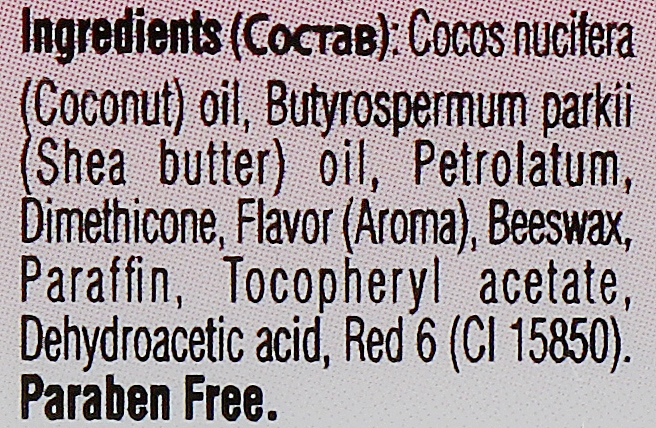 Ingredients (Состав): Cocos nucifera
(Coconut) oil, Butyrospermum parkii
(Shea butter) oil, Petrolatum,
Dimethicone, Flavor (Aroma), Beeswax,
Paraffin, Tocopheryl acetate,
Dehydroacetic acid, Red 6 (CI 15850).
Paraben Free.